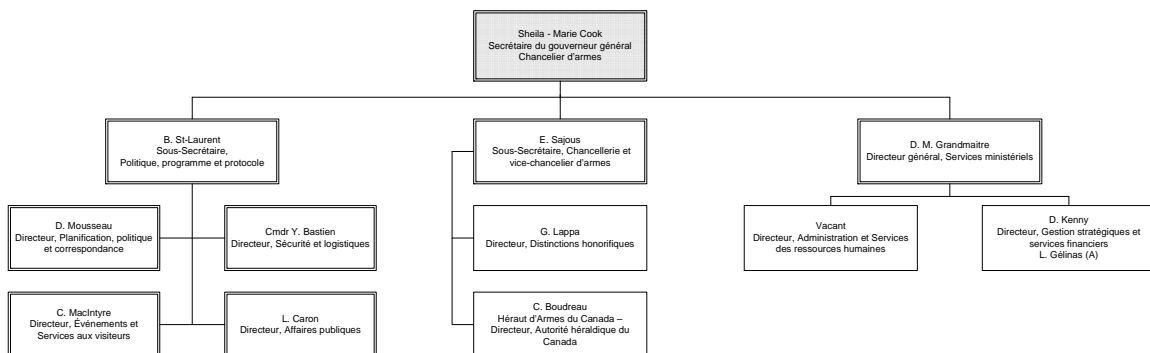 Sheila - Marie Cook
Secrétaire du gouverneur général
Chancelier d'armes
B. St-Laurent
Sous-Secrétaire,
Politique, programme et protocole
E. Sajous
Sous-Secrétaire, Chancellerie et
vice-chancelier d'armes
D. M. Grandmaitre
Directeur général, Services ministériels
D. Mousseau
Directeur, Planification, politique
et correspondance
Cmdr Y. Bastien
Directeur, Sécurité et logistiques
G. Lappa
Directeur, Distinctions honorifiques
Vacant
Directeur, Administration et Services
des ressources humaines
D. Kenny
Directeur, Gestion stratégiques et
services financiers
L. Gélinas (A)
C. MacIntyre
Directeur, Événements et
Services aux visiteurs
L. Caron
Directeur, Affaires publiques
C. Boudreau
Héraut d'Armes du Canada –
Directeur, Autorité héraldique du
Canada